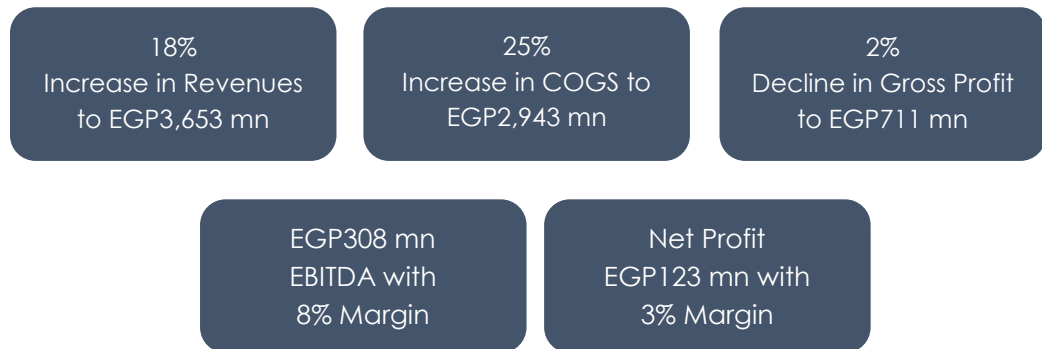 18%
Increase in Revenues
to EGP3,653 mn
25%
Increase in COGS to
EGP2,943 mn
2%
Decline in Gross Profit
to EGP711 mn
EGP308 mn
EBITDA with
8% Margin
Net Profit
EGP123 mn with
3% Margin